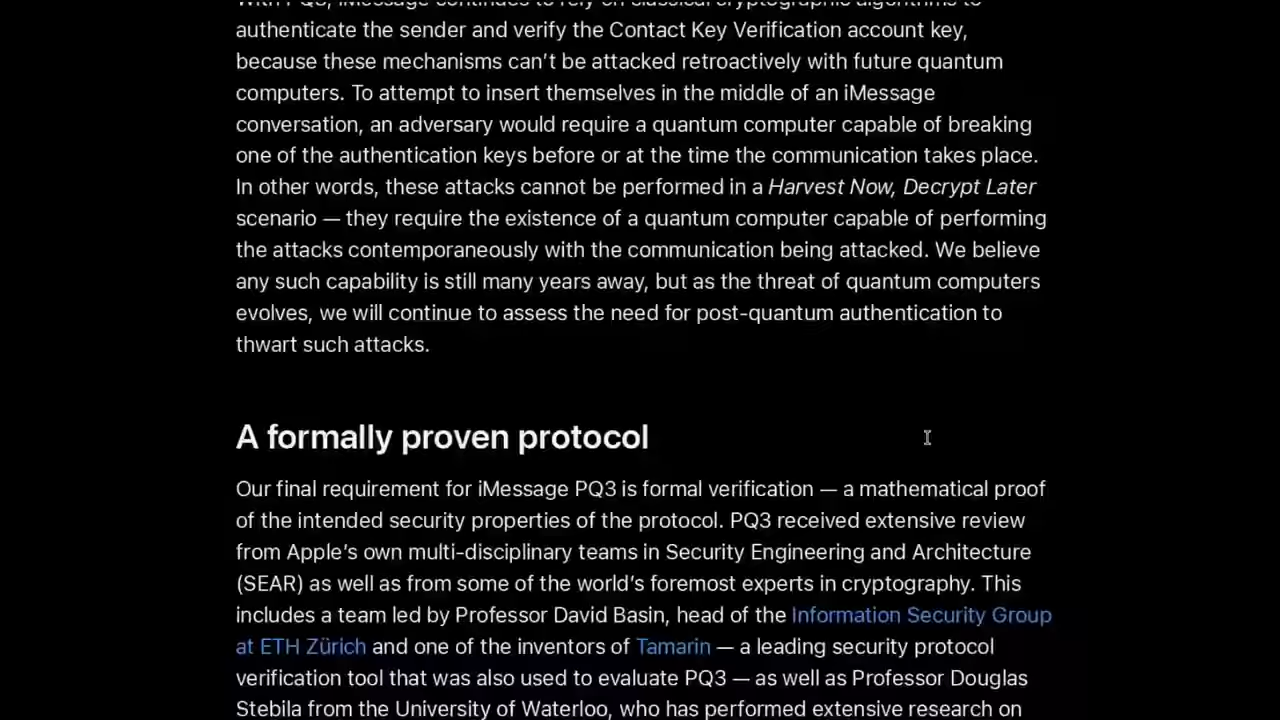 With PQ3, iMessage continues to rely on classical cryptographic algorithms to
authenticate the sender and verify the Contact Key Verification account key,
because these mechanisms can’t be attacked retroactively with future quantum
computers. To attempt to insert themselves in the middle of an iMessage
conversation, an adversary would require a quantum computer capable of breaking
one of the authentication keys before or at the time the communication takes place.
In other words, these attacks cannot be performed in a Harvest Now, Decrypt Later
scenario — they require the existence of a quantum computer capable of performing
the attacks contemporaneously with the communication being attacked. We believe
any such capability is still many years away, but as the threat of quantum computers
evolves, we will continue to assess the need for post-quantum authentication to
thwart such attacks.
A formally proven protocol
Our final requirement for iMessage PQ3 is formal verification — a mathematical proof
of the intended security properties of the protocol. PQ3 received extensive review
from Apple’s own multi-disciplinary teams in Security Engineering and Architecture
(SEAR) as well as from some of the world’s foremost experts in cryptography. This
includes a team led by Professor David Basin, head of the Information Security Group
at ETH Zürich and one of the inventors of Tamarin — a leading security protocol
verification tool that was also used to evaluate PQ3 — as well as Professor Douglas
Stebila from the University of Waterloo, who has performed extensive research on